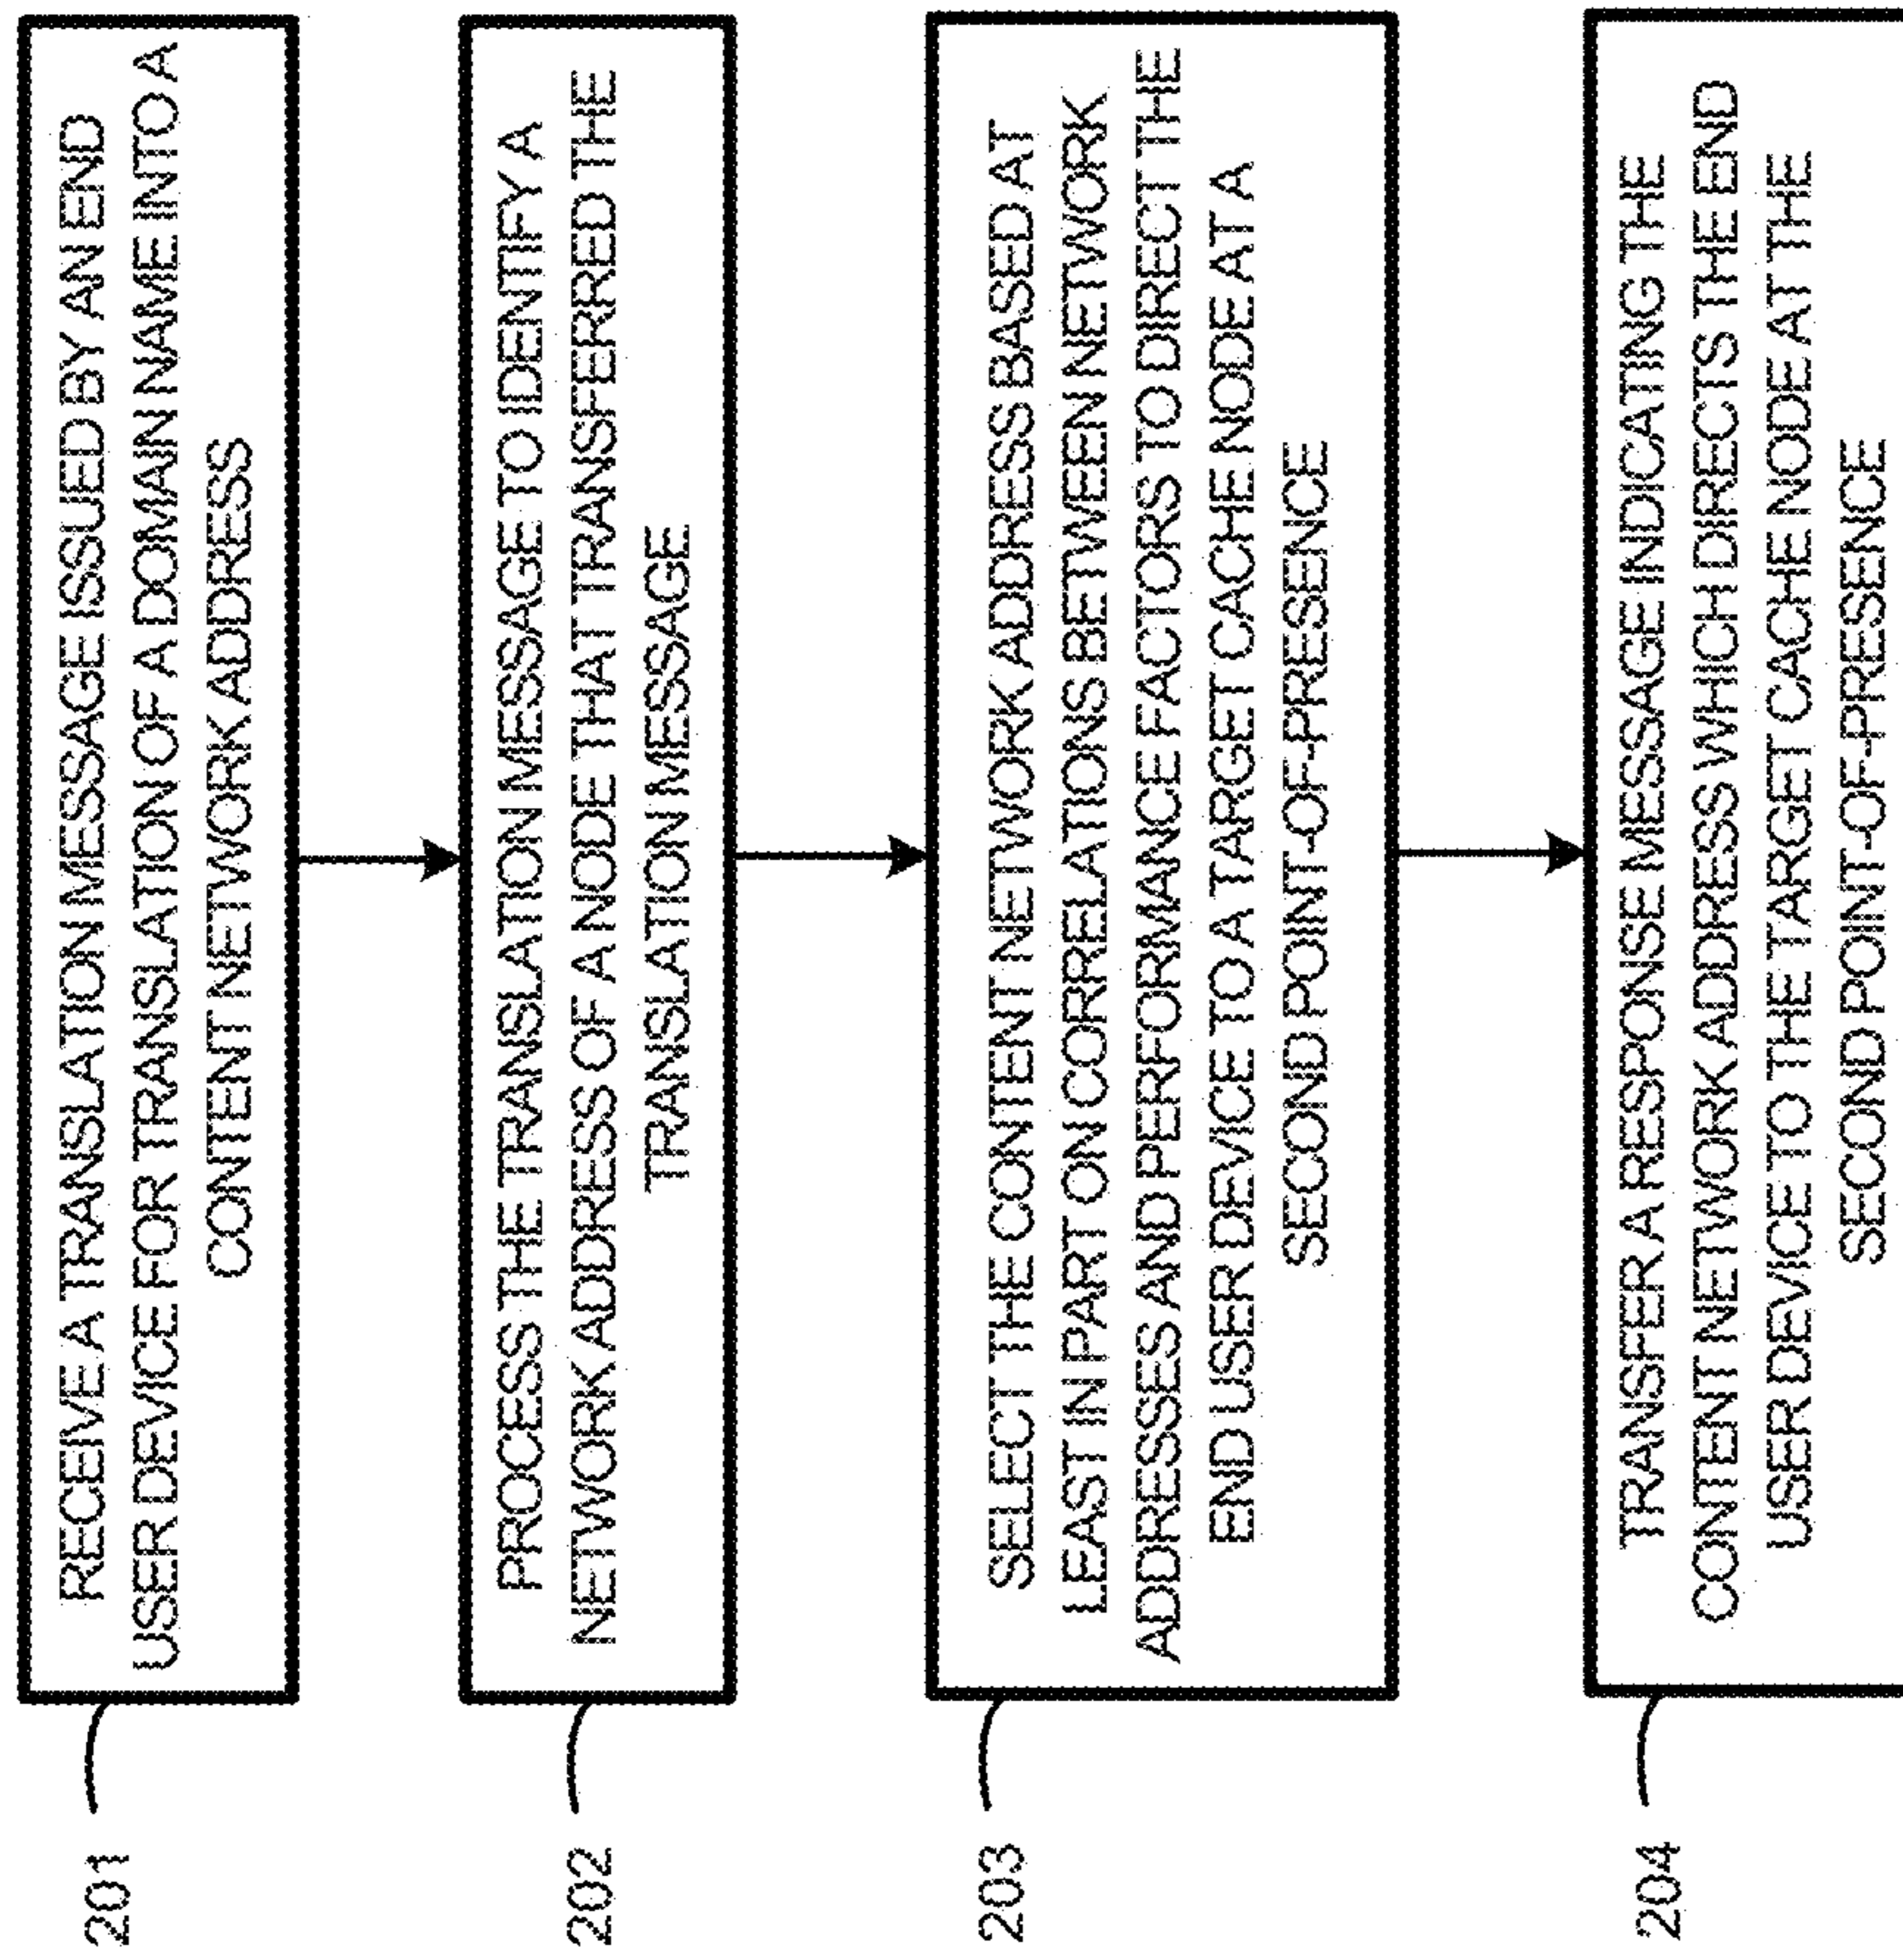 201
RECEIVE A TRANSLATION MESSAGE ISSUED BY AN END
USER DEVICE FOR TRANSLATION OF A DOMAIN NAME INTO A
CONTENT NETWORK ADDRESS
202
PROCESS THE TRANSLATION MESSAGE TO IDENTIFY A
NETWORK ADDRESS OF A NODE THAT TRANSFERRED THE
TRANSLATION MESSAGE
203
SELECT THE CONTENT NETWORK ADDRESS BASED AT
LEAST IN PART ON CORRELATIONS BETWEEN NETWORK
ADDRESSES AND PERFORMANCE FACTORS TO DIRECT THE
END USER DEVICE TO A TARGET CACHE NODE AT A
SECOND POINT-OF-PRESENCE
204
TRANSFER A RESPONSE MESSAGE INDICATING THE
CONTENT NETWORK ADDRESS WHICH DIRECTS THE END
USER DEVICE TO THE TARGET CACHE NODE AT THE
SECOND POINT-OF-PRESENCE